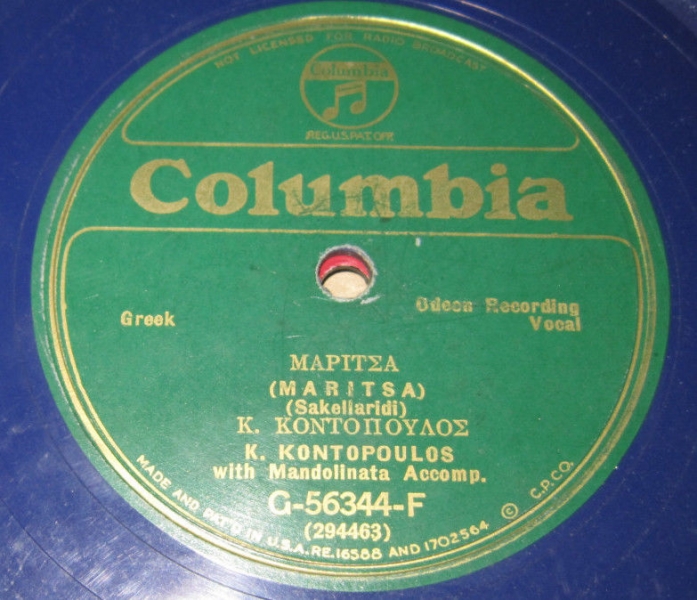 NOT LICENSED FOR RADIO BROADCAST
Columbia
REG.U.S.PAT.OFF.
Columbia
Greek
Odeon Recording
Vocal
ΜΑΡΙΤΣΑ
(MARITSA)
(Sakellaridi)
Κ. ΚΟΝΤΟΠΟΥΛΟΣ
K. KONTOPOULOS
with Mandolinata Accomp.
G-56344-F
(294463)
MADE AND PAT'D IN U.S.A. RE.16588 AND 1702564 © C.P.CO.